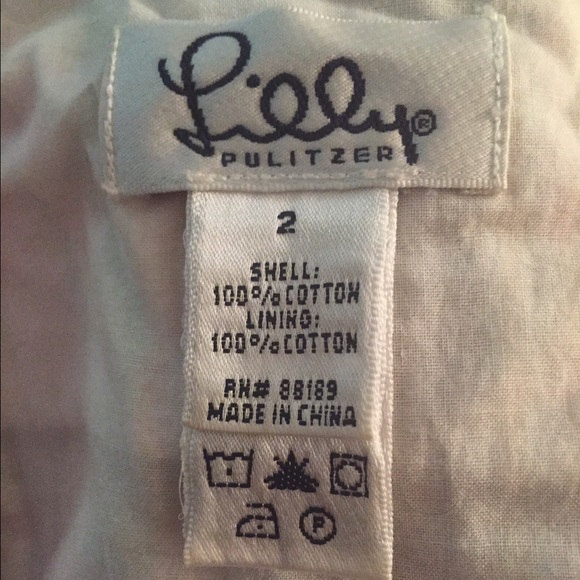 Lilly®
PULITZER
2
SHELL:
100% COTTON
LINING:
100% COTTON
RN# 88189
MADE IN CHINA
P